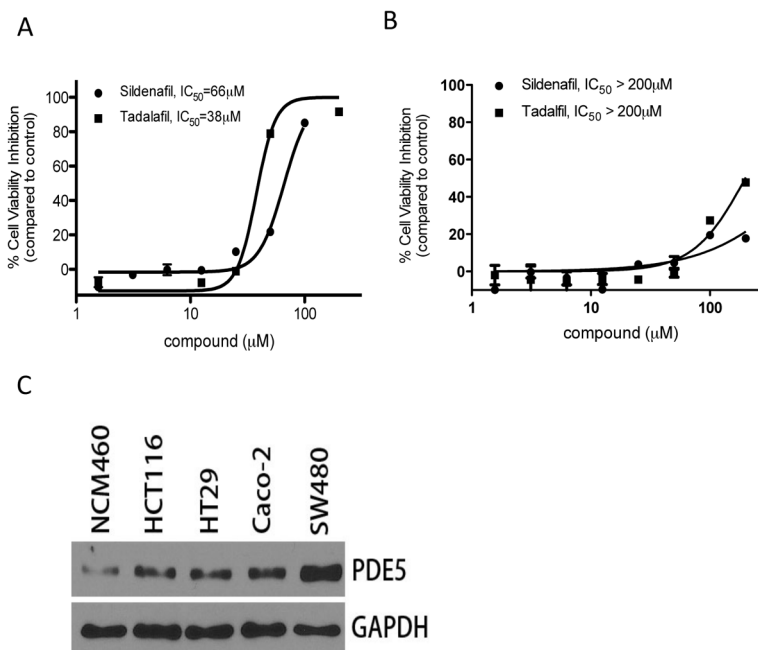 A
Sildenafil, IC50=66μM
Tadalafil, IC50=38μM
% Cell Viability Inhibition
(compared to control)
100
80
60
40
20
0
1
10
100
compound (μM)
B
Sildenafil, IC50 > 200μM
Tadalfil, IC50 > 200μM
% Cell Viability Inhibition
(compared to control)
100
80
60
40
20
0
1
10
100
compound (μM)
C
NCM460
HCT116
HT29
Caco-2
SW480
PDE5
GAPDH